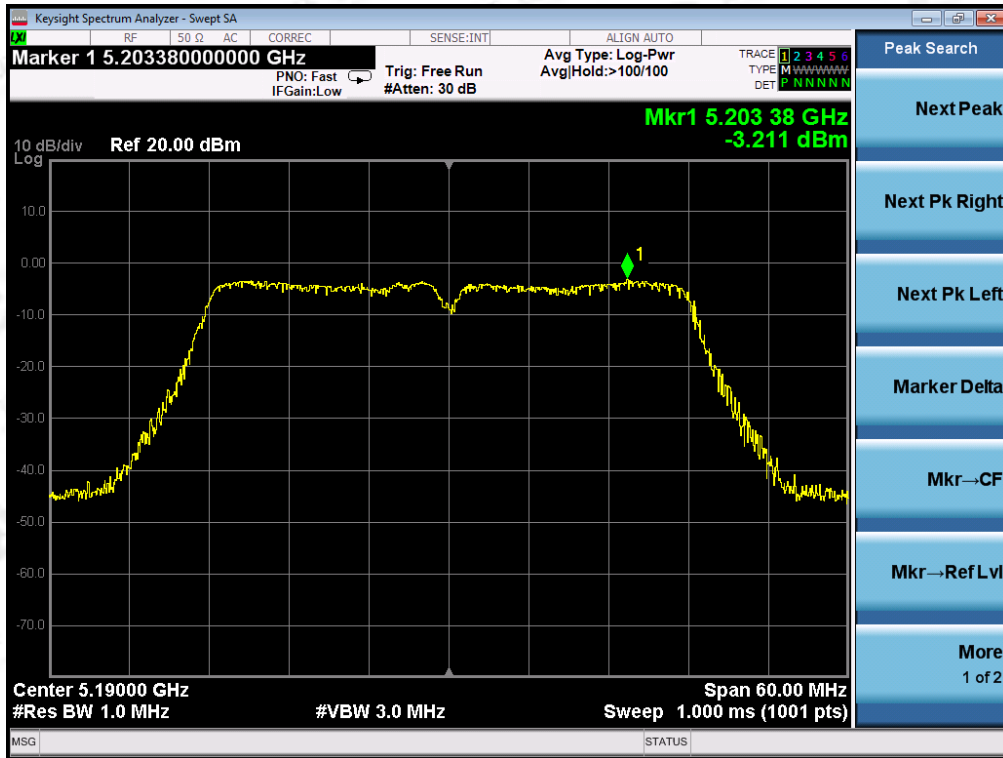 Keysight Spectrum Analyzer - Swept SA
LXI RF 50 Ω AC CORREC SENSE:INT ALIGN AUTO
Marker 1 5.203380000000 GHz
PNO: Fast
IFGain:Low
Trig: Free Run
#Atten: 30 dB
Avg Type: Log-Pwr
Avg|Hold:>100/100
TRACE 1 2 3 4 5 6
TYPE M WWWWW
DET P N N N N N
Mkr1 5.203 38 GHz
-3.211 dBm
10 dB/div Ref 20.00 dBm
Log
10.0
0.00
-10.0
-20.0
-30.0
-40.0
-50.0
-60.0
-70.0
1
Center 5.19000 GHz
Span 60.00 MHz
#Res BW 1.0 MHz
#VBW 3.0 MHz
Sweep 1.000 ms (1001 pts)
MSG
STATUS
Peak Search
Next Peak
Next Pk Right
Next Pk Left
Marker Delta
Mkr→CF
Mkr→Ref Lvl
More
1 of 2